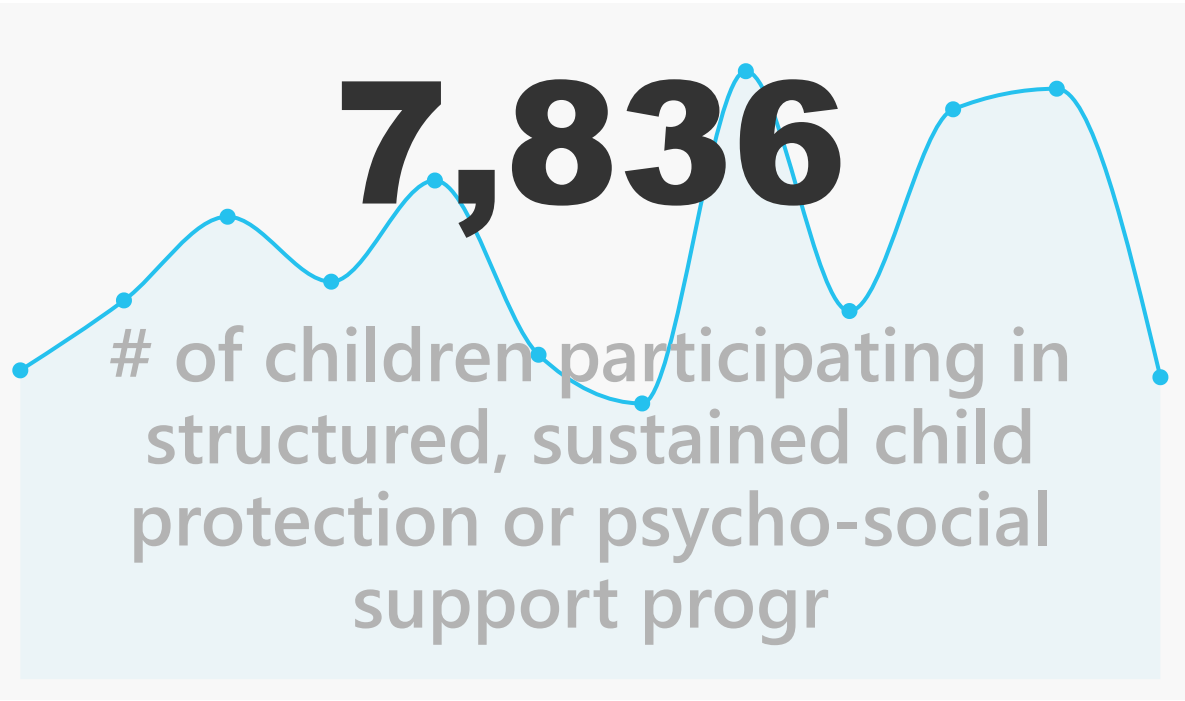 7,836
# of children participating in
structured, sustained child
protection or psycho-social
support progr